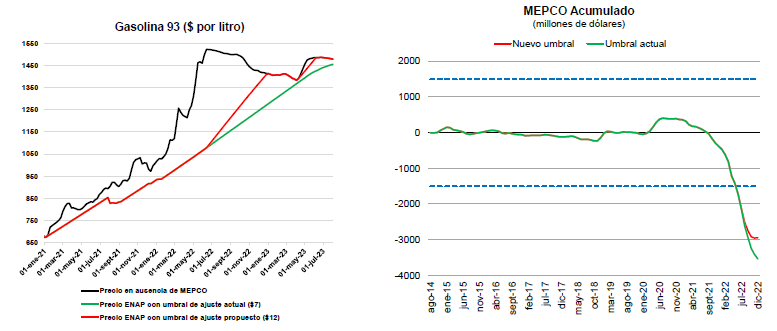 Gasolina 93 ($ por litro)
1550
1450
1350
1250
1150
1050
950
850
750
650
01-ene-21
01-mar-21
01-may-21
01-jul-21
01-sept-21
01-nov-21
01-ene-22
01-mar-22
01-may-22
01-jul-22
01-sept-22
01-nov-22
01-ene-23
01-mar-23
01-may-23
01-jul-23
Precio en ausencia de MEPCO
Precio ENAP con umbral de ajuste actual ($7)
Precio ENAP con umbral de ajuste propuesto ($12)
MEPCO Acumulado
(millones de dólares)
Nuevo umbral
Umbral actual
2000
1000
0
-1000
-2000
-3000
-4000
ago-14
ene-15
jun-15
nov-15
abr-16
sept-16
feb-17
jul-17
dic-17
may-18
oct-18
mar-19
ago-19
ene-20
jun-20
nov-20
abr-21
sept-21
feb-22
jul-22
dic-22